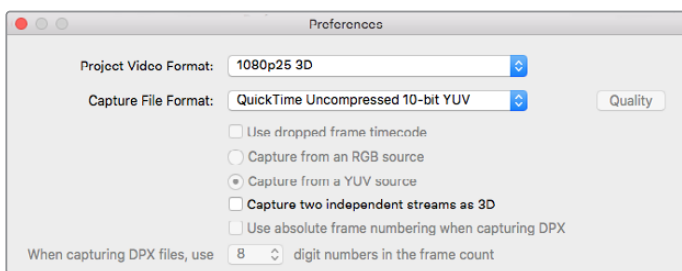 Preferences
Project Video Format: 1080p25 3D
Capture File Format: QuickTime Uncompressed 10-bit YUV Quality
Use dropped frame timecode
Capture from an RGB source
Capture from a YUV source
Capture two independent streams as 3D
Use absolute frame numbering when capturing DPX
When capturing DPX files, use 8 digit numbers in the frame count